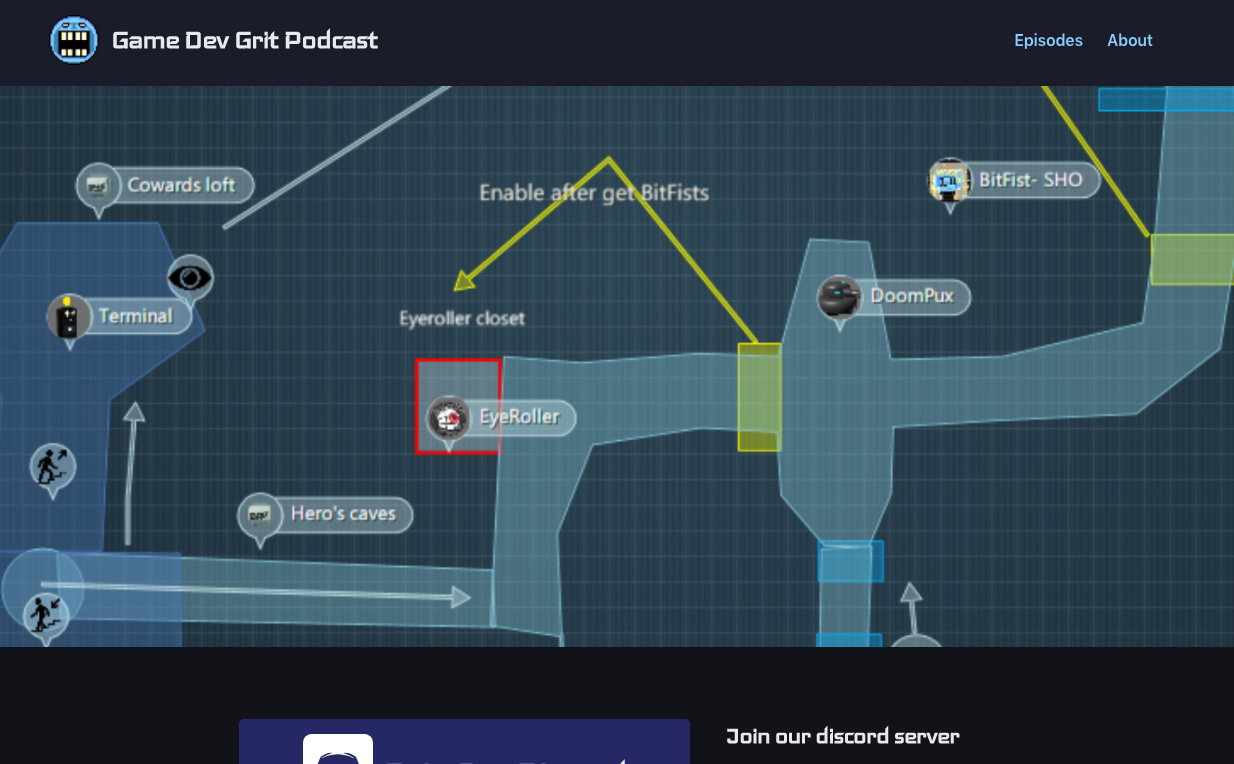 Game Dev Grit Podcast
Episodes
About
Cowards loft
Enable after get BitFists
BitFist- SHO
Terminal
DoomPux
Eyeroller closet
EyeRoller
Hero's caves
Join our discord server